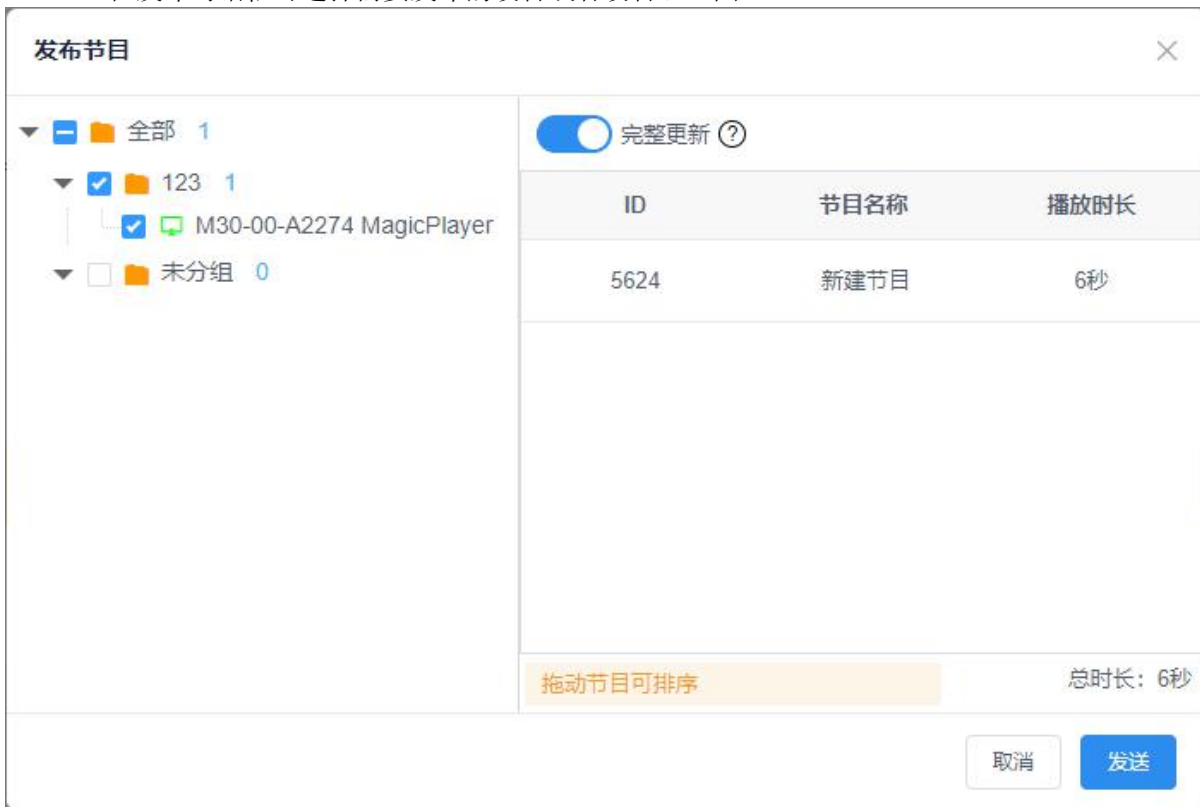 发布节目
全部 1
123 1
M30-00-A2274 MagicPlayer
未分组 0
完整更新
ID 节目名称 播放时长
5624 新建节目 6秒
拖动节目可排序
总时长：6秒
取消 发送